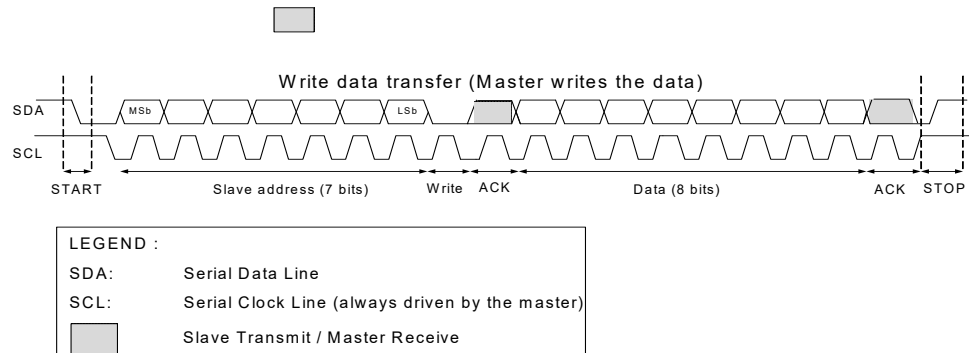 Write data transfer (Master writes the data)
SDA MSb LSb
SCL
START Slave address (7 bits) Write ACK Data (8 bits) ACK STOP
LEGEND :
SDA: Serial Data Line
SCL: Serial Clock Line (always driven by the master)
Slave Transmit / Master Receive